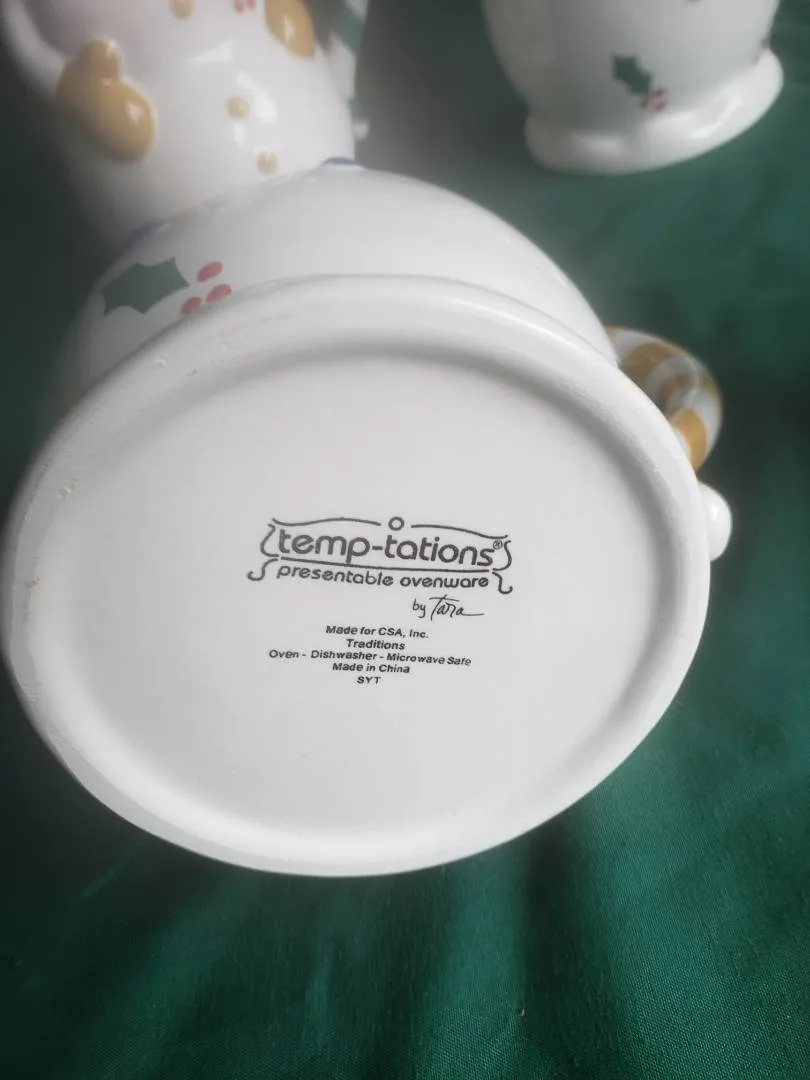 temp-tations®
presentable ovenware
by Tara
Made for CSA, Inc.
Traditions
Oven - Dishwasher - Microwave Safe
Made in China
SYT